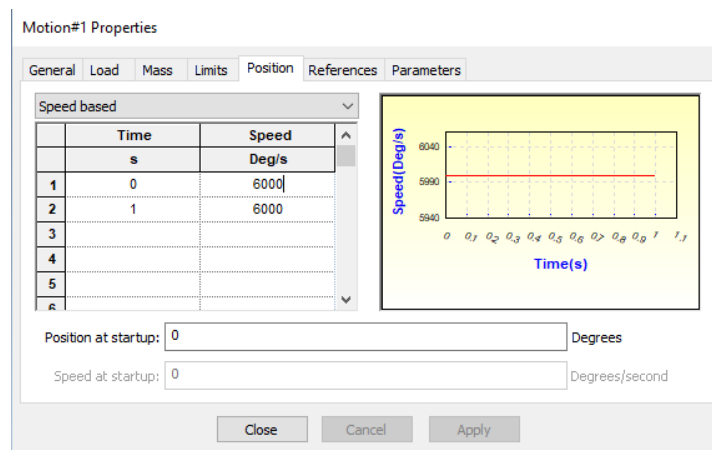 Motion#1 Properties
General Load Mass Limits Position References Parameters
Speed based
Time Speed
s Deg/s
1 0 6000
2 1 6000
3
4
5
6
Speed(Deg/s)
6040
5990
5940
0 0,1 0,2 0,3 0,4 0,5 0,6 0,7 0,8 0,9 1 1,1
Time(s)
Position at startup: 0 Degrees
Speed at startup: 0 Degrees/second
Close Cancel Apply